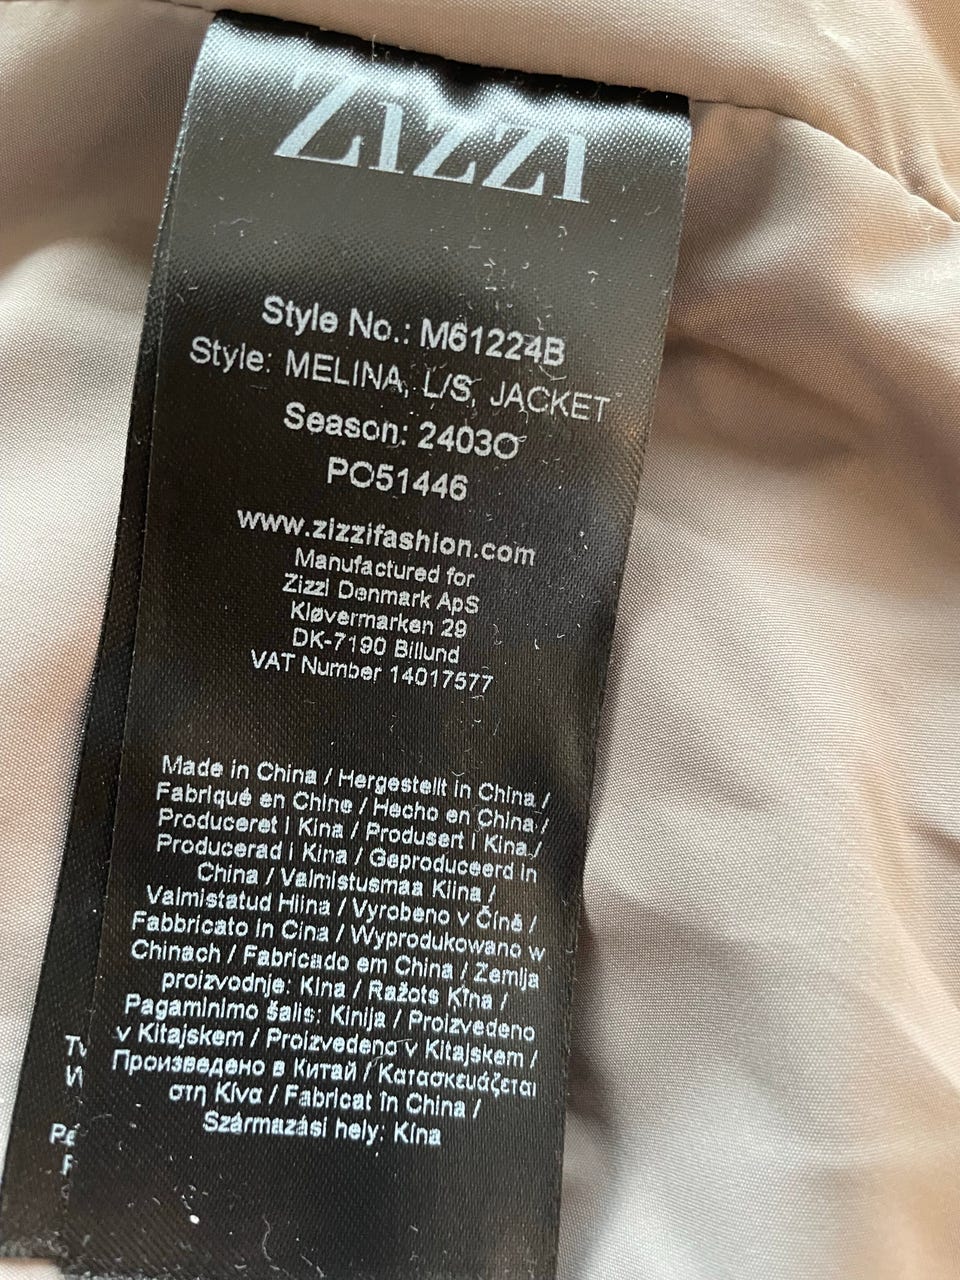 ZIZZI
Style No.: M61224B
Style: MELINA, L/S, JACKET
Season: 2403O
PO51446
www.zizzifashion.com
Manufactured for
Zizzi Denmark ApS
Kløvermarken 29
DK-7190 Billund
VAT Number 14017577
Made in China / Hergestellt in China /
Fabriqué en Chine / Hecho en China /
Produceret i Kina / Produsert i Kina /
Producerad i Kina / Geproduceerd in
China / Valmistusmaa Kiina /
Valmistatud Hiina / Vyrobeno v Číně /
Fabbricato in Cina / Wyprodukowano w
Chinach / Fabricado em China / Zemlja
proizvodnje: Kina / Ražots Ķīna /
Pagaminimo šalis: Kinija / Proizvedeno
v Kitajskem / Proizvedeno v Kitajskem /
Произведено в Китай / Κατασκευάζεται
στη Κίνα / Fabricat în China /
Származási hely: Kína